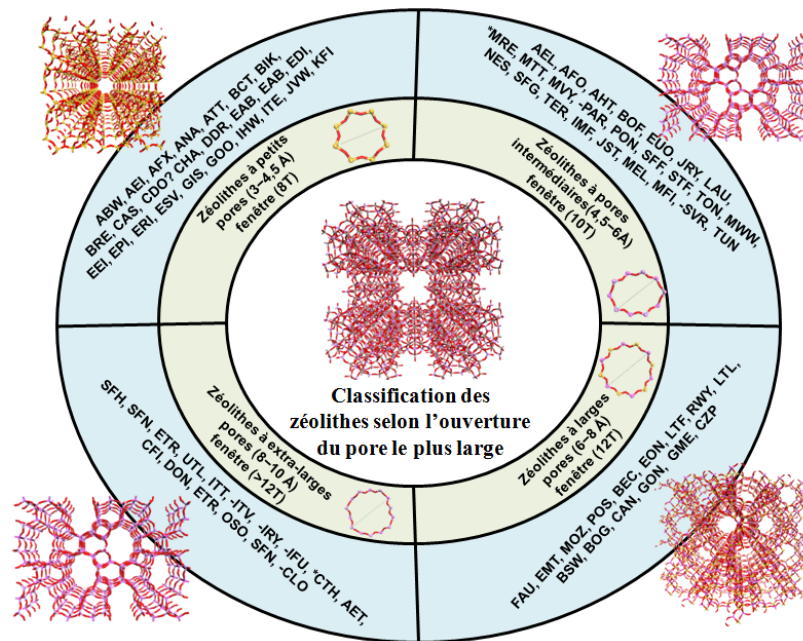 ABW, AEI, AFX, ANA, ATT, BCT, BIK,
BRE, CAS, CDO? CHA, DDR, EAB, EAB, EDI,
EEI, EPI, ERI, ESV, GIS, GOO, IHW, ITE, JVW, KFI
Zéolithes à petits
pores (3–4,5 Å)
fenêtre (8T)
AEL, AFO, AHT, BOF, EUO, JRY, LAU,
*MRE, MTT, MVY, -PAR, PON, SFF, STF, TON, MWW,
NES, SFG, TER, IMF, JST, MEL, MFI, -SVR, TUN
Zéolithes à pores
intermédiaires(4,5–6Å)
fenêtre (10T)
Classification des
zéolithes selon l’ouverture
du pore le plus large
Zéolithes à extra-larges
pores (8–10 Å)
fenêtre (>12T)
SFH, SFN, ETR, UTL, ITT, -ITV, -IRY, -IFU, *CTH, AET,
CFI, DON, ETR, OSO, SFN, -CLO
Zéolithes à larges
pores (6–8 Å)
fenêtre (12T)
FAU, EMT, MOZ, POS, BEC, EON, LTF, RWY, LTL,
BSW, BOG, CAN, GON, GME, CZP